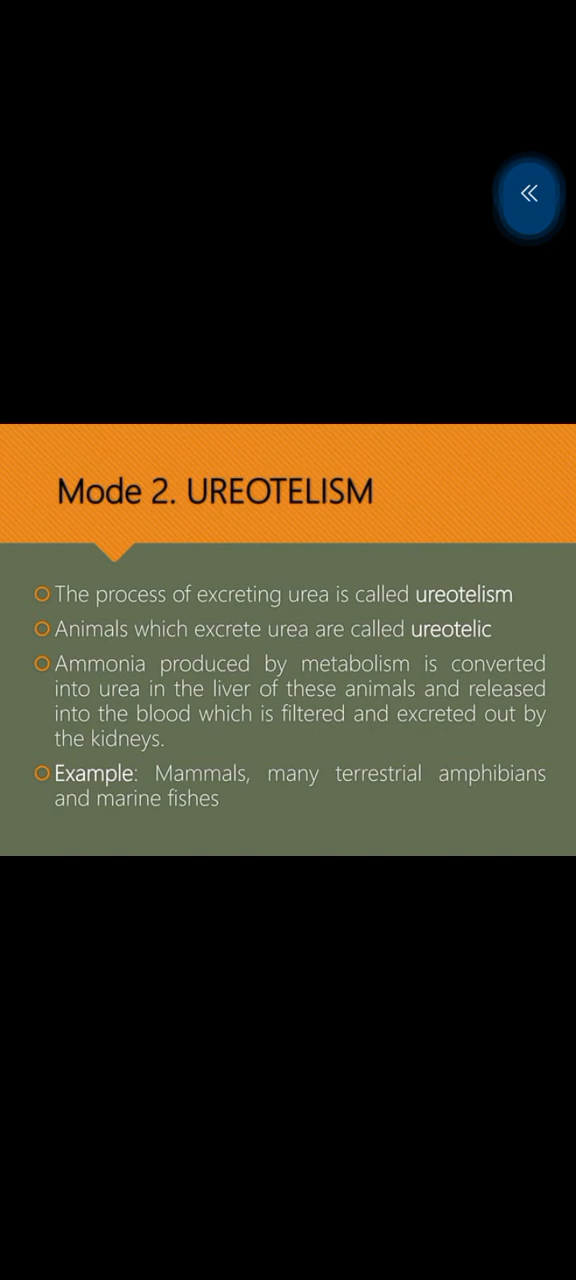 Mode 2. UREOTELISM
The process of excreting urea is called ureotelism
Animals which excrete urea are called ureotelic
Ammonia produced by metabolism is converted
into urea in the liver of these animals and released
into the blood which is filtered and excreted out by
the kidneys.
Example: Mammals, many terrestrial amphibians
and marine fishes